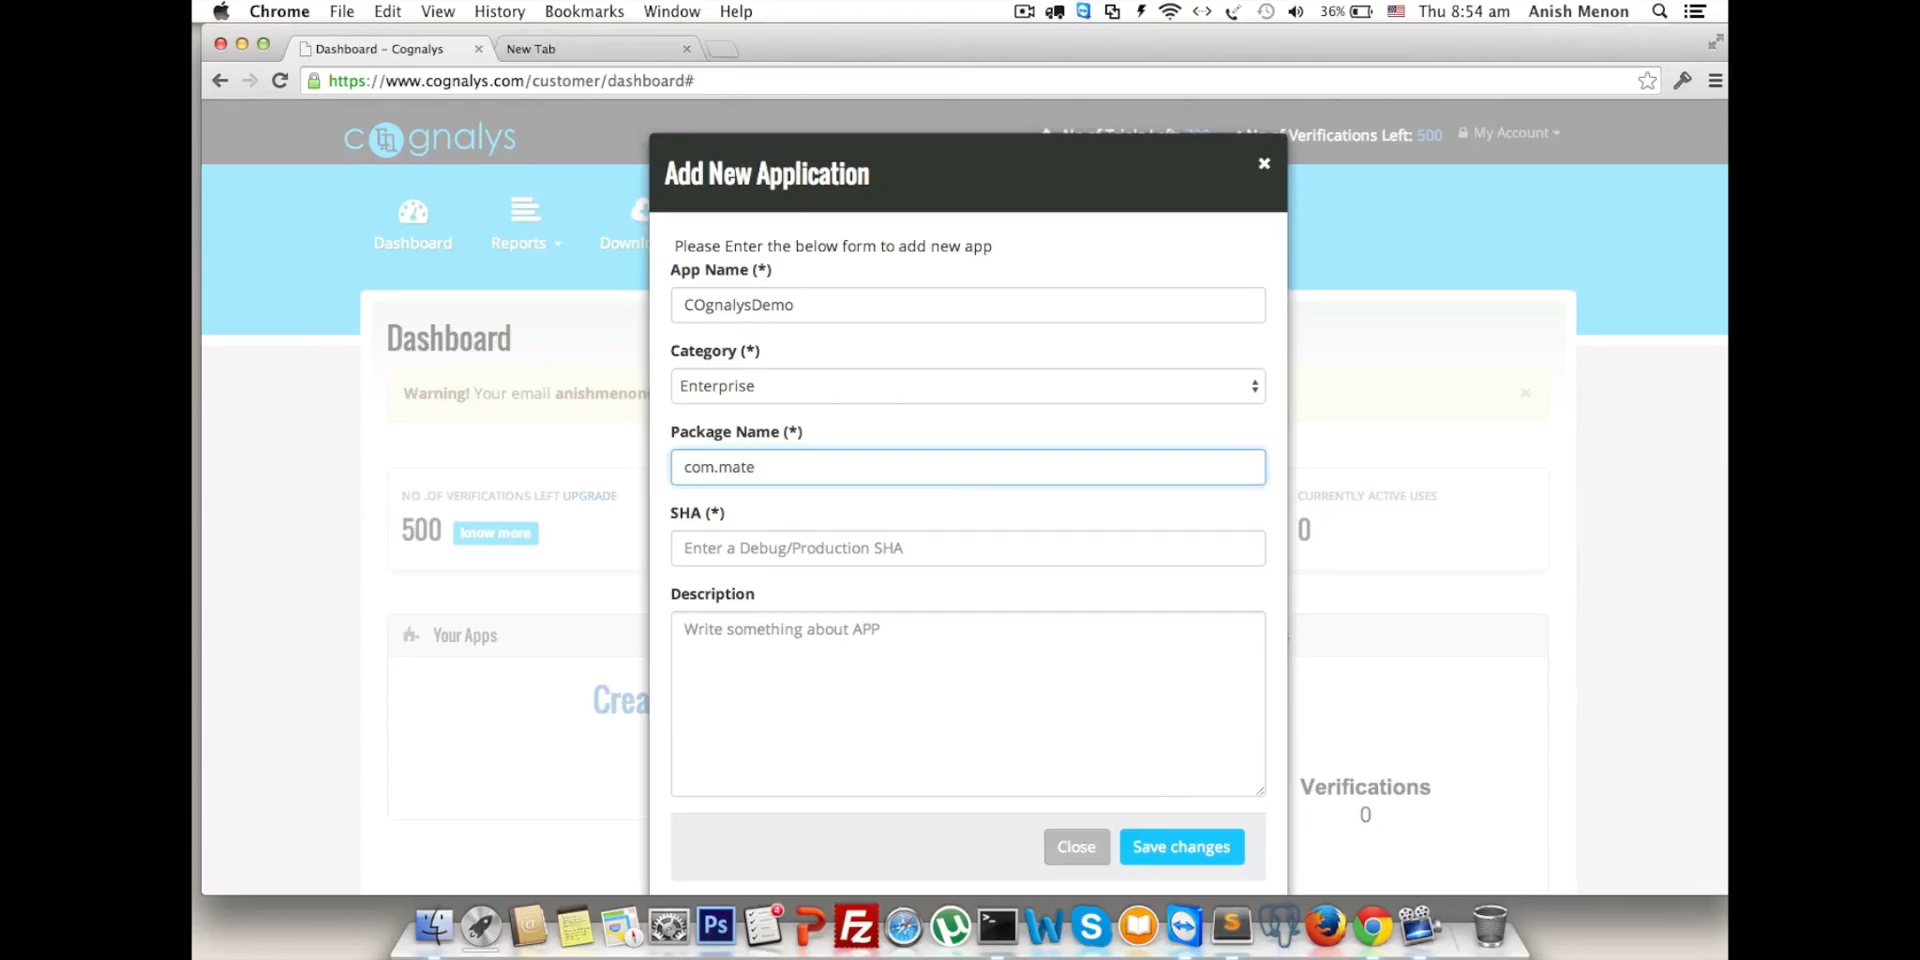 Chrome File Edit View History Bookmarks Window Help 36% Thu 8:54 am Anish Menon
Dashboard – Cognalys New Tab
https://www.cognalys.com/customer/dashboard#
cognalys Verifications Left: 500 My Account
Add New Application
Dashboard Reports
Please Enter the below form to add new app
App Name (*)
COgnalysDemo
Dashboard
Category (*)
Enterprise
Warning! Your email anishmenon
Package Name (*)
com.mate
NO .OF VERIFICATIONS LEFT UPGRADE CURRENTLY ACTIVE USES
500 know more 0
SHA (*)
Enter a Debug/Production SHA
Description
Write something about APP
Your Apps
Crea
Verifications
0
Close Save changes
Ps
FZ
W
S